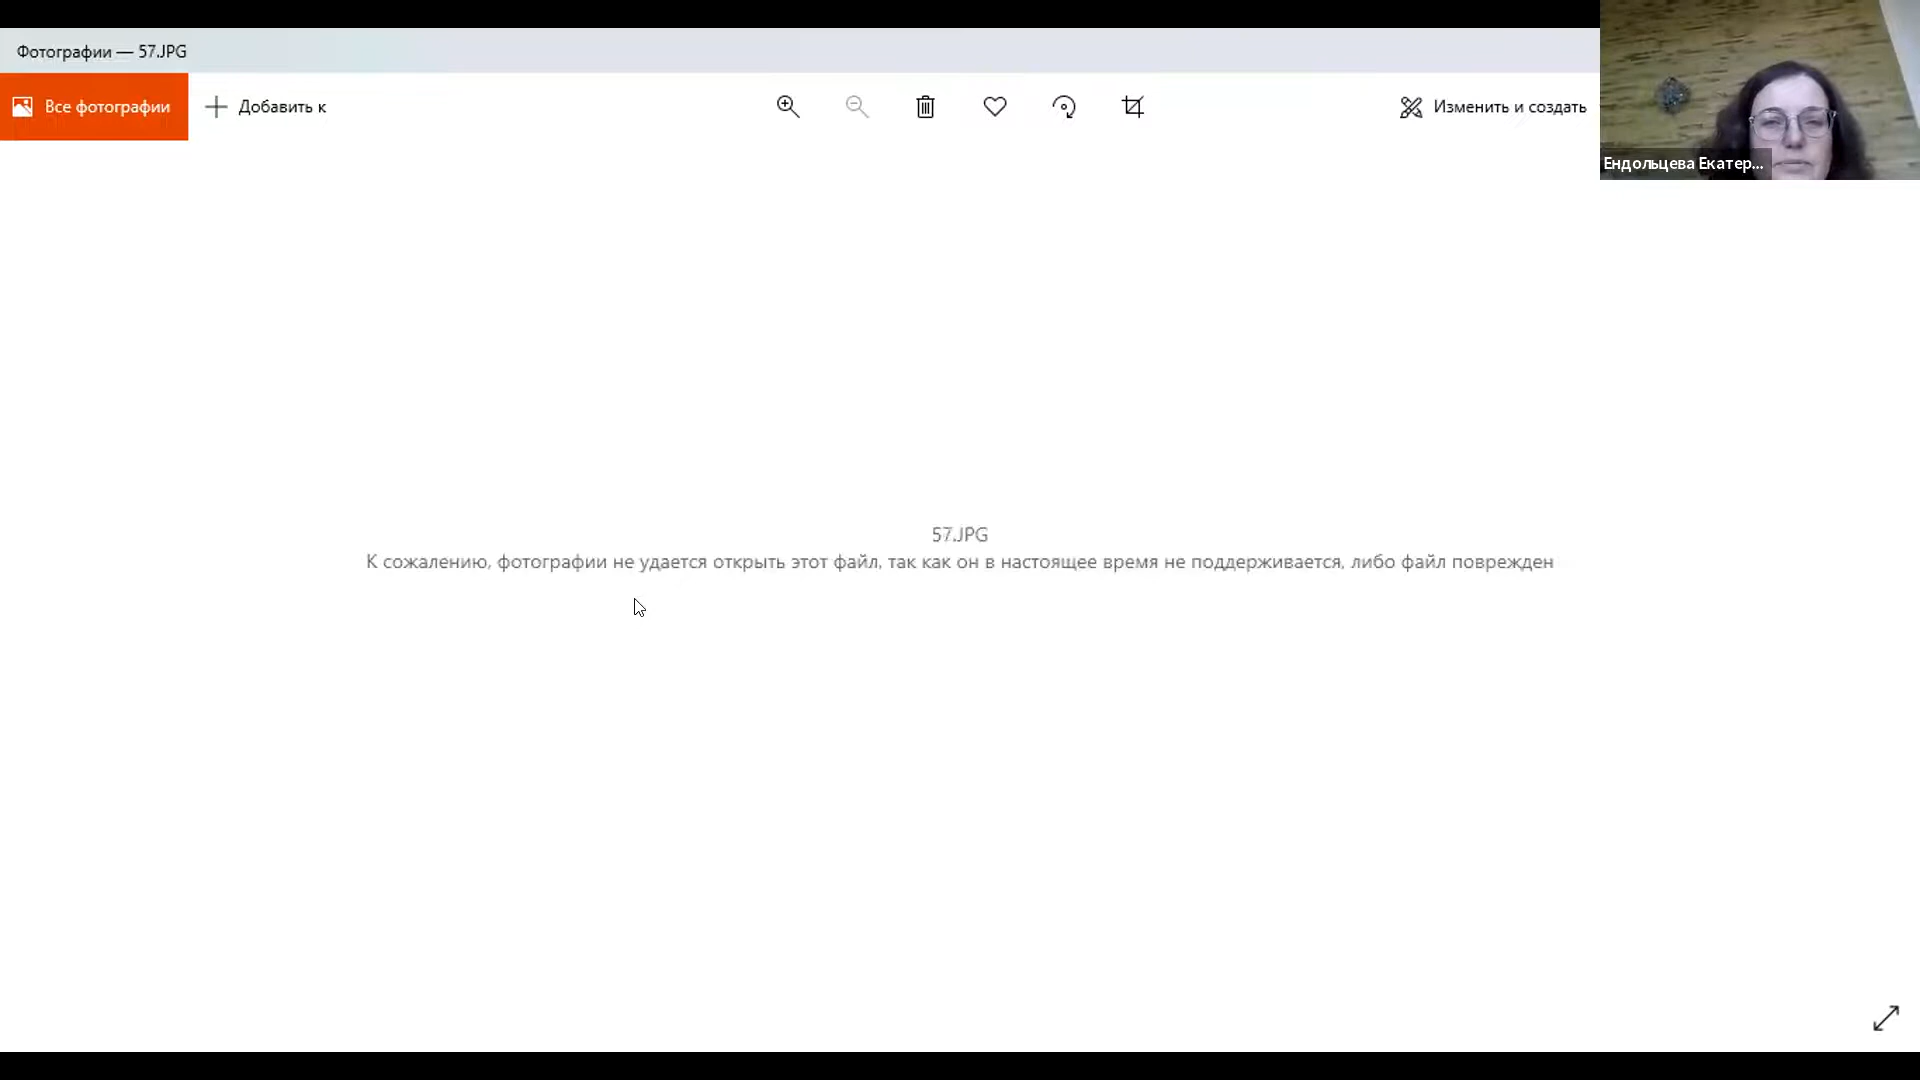 Фотографии — 57.JPG
Все фотографии
Добавить к
Изменить и создать
Ендольцева Екатер...
57.JPG
К сожалению, фотографии не удается открыть этот файл, так как он в настоящее время не поддерживается, либо файл поврежден